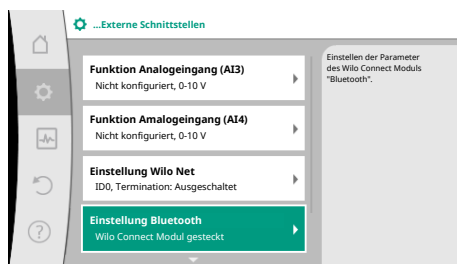 ...Externe Schnittstellen
Funktion Analogeingang (AI3)
Nicht konfiguriert, 0-10 V
Funktion Amalogeingang (AI4)
Nicht konfiguriert, 0-10 V
Einstellung Wilo Net
ID0, Termination: Ausgeschaltet
Einstellung Bluetooth
Wilo Connect Modul gesteckt
Einstellen der Parameter
des Wilo Connect Moduls
"Bluetooth".